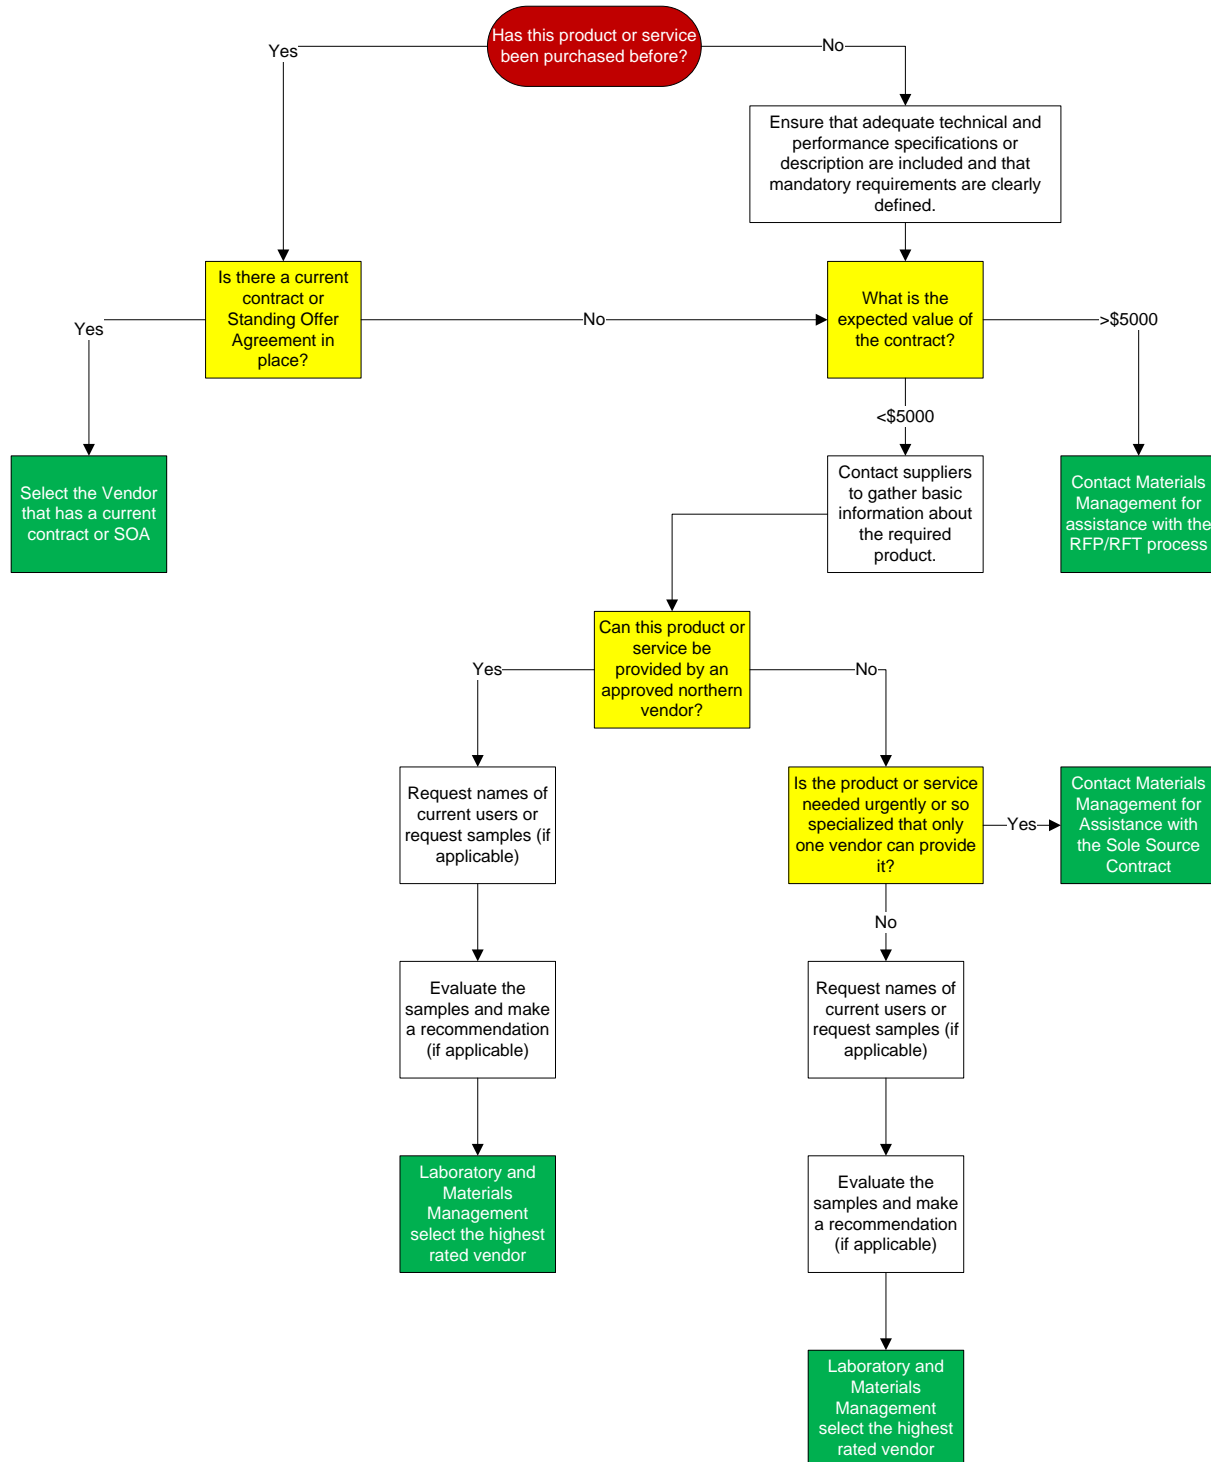 Has this product or service
been purchased before?
Yes
No
Ensure that adequate technical and
performance specifications or
description are included and that
mandatory requirements are clearly
defined.
Is there a current
contract or
Standing Offer
Agreement in
place?
What is the
expected value of
the contract?
Yes
No
>$5000
<$5000
Select the Vendor
that has a current
contract or SOA
Contact suppliers
to gather basic
information about
the required
product.
Contact Materials
Management for
assistance with the
RFP/RFT process
Can this product or
service be
provided by an
approved northern
vendor?
Yes
No
Request names of
current users or
request samples (if
applicable)
Is the product or service
needed urgently or so
specialized that only
one vendor can provide
it?
Yes
Contact Materials
Management for
Assistance with
the Sole Source
Contract
No
Evaluate the
samples and make
a recommendation
(if applicable)
Request names of
current users or
request samples (if
applicable)
Laboratory and
Materials
Management
select the highest
rated vendor
Evaluate the
samples and make
a recommendation
(if applicable)
Laboratory and
Materials
Management
select the highest
rated vendor